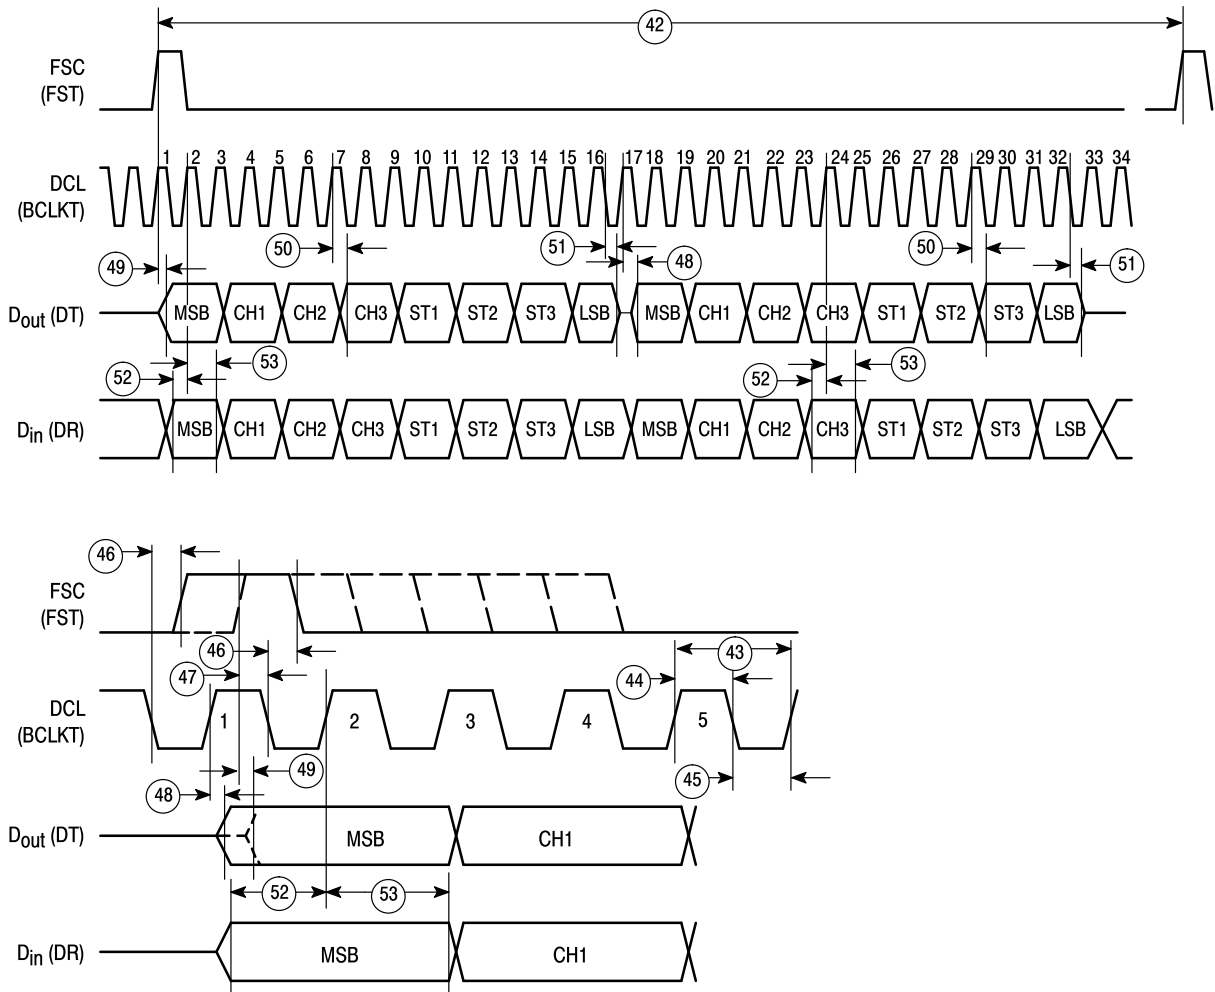 42
FSC
(FST)
1 2 3 4 5 6 7 8 9 10 11 12 13 14 15 16 17 18 19 20 21 22 23 24 25 26 27 28 29 30 31 32 33 34
DCL
(BCLKT)
49 50 51 48 50 51
Dout (DT) MSB CH1 CH2 CH3 ST1 ST2 ST3 LSB MSB CH1 CH2 CH3 ST1 ST2 ST3 LSB
52 53 52 53
Din (DR) MSB CH1 CH2 CH3 ST1 ST2 ST3 LSB MSB CH1 CH2 CH3 ST1 ST2 ST3 LSB
46
FSC
(FST)
46 43
47 44
DCL
(BCLKT)
1 2 3 4 5
49 45
48
Dout (DT) MSB CH1
52 53
Din (DR) MSB CH1